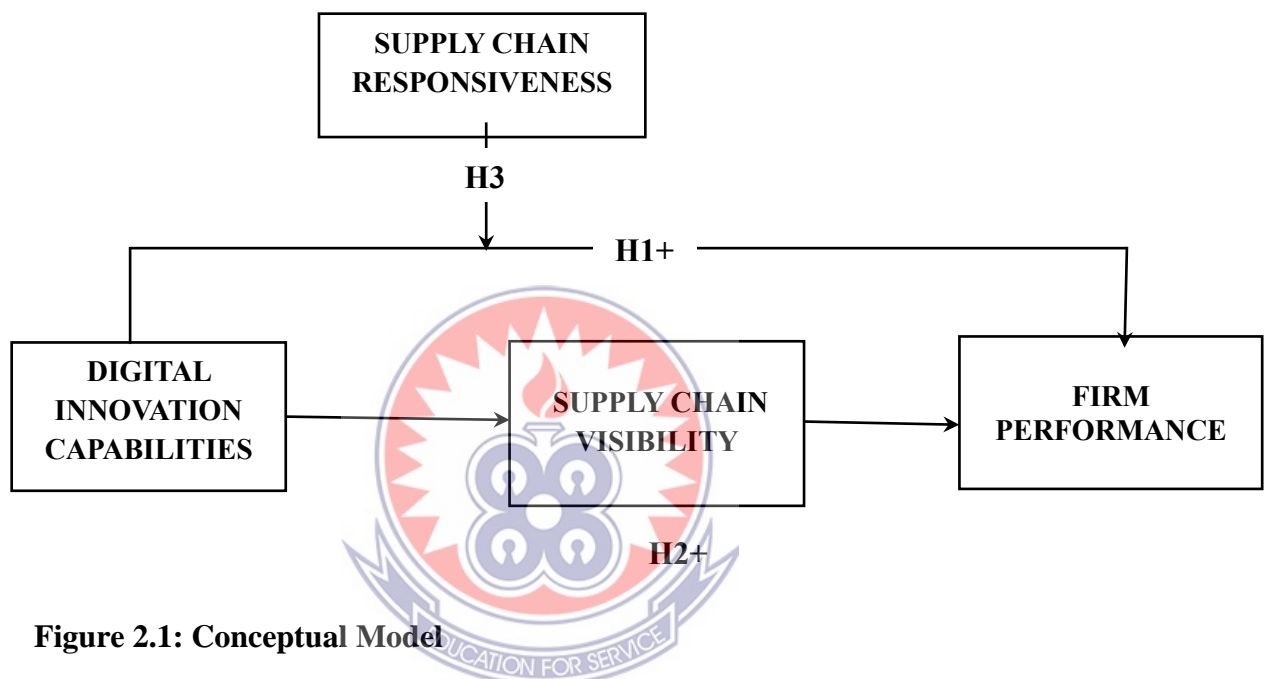 SUPPLY CHAIN
RESPONSIVENESS
H3
H1+
DIGITAL
INNOVATION
CAPABILITIES
SUPPLY CHAIN
VISIBILITY
FIRM
PERFORMANCE
H2+
Figure 2.1: Conceptual Model
EDUCATION FOR SERVICE